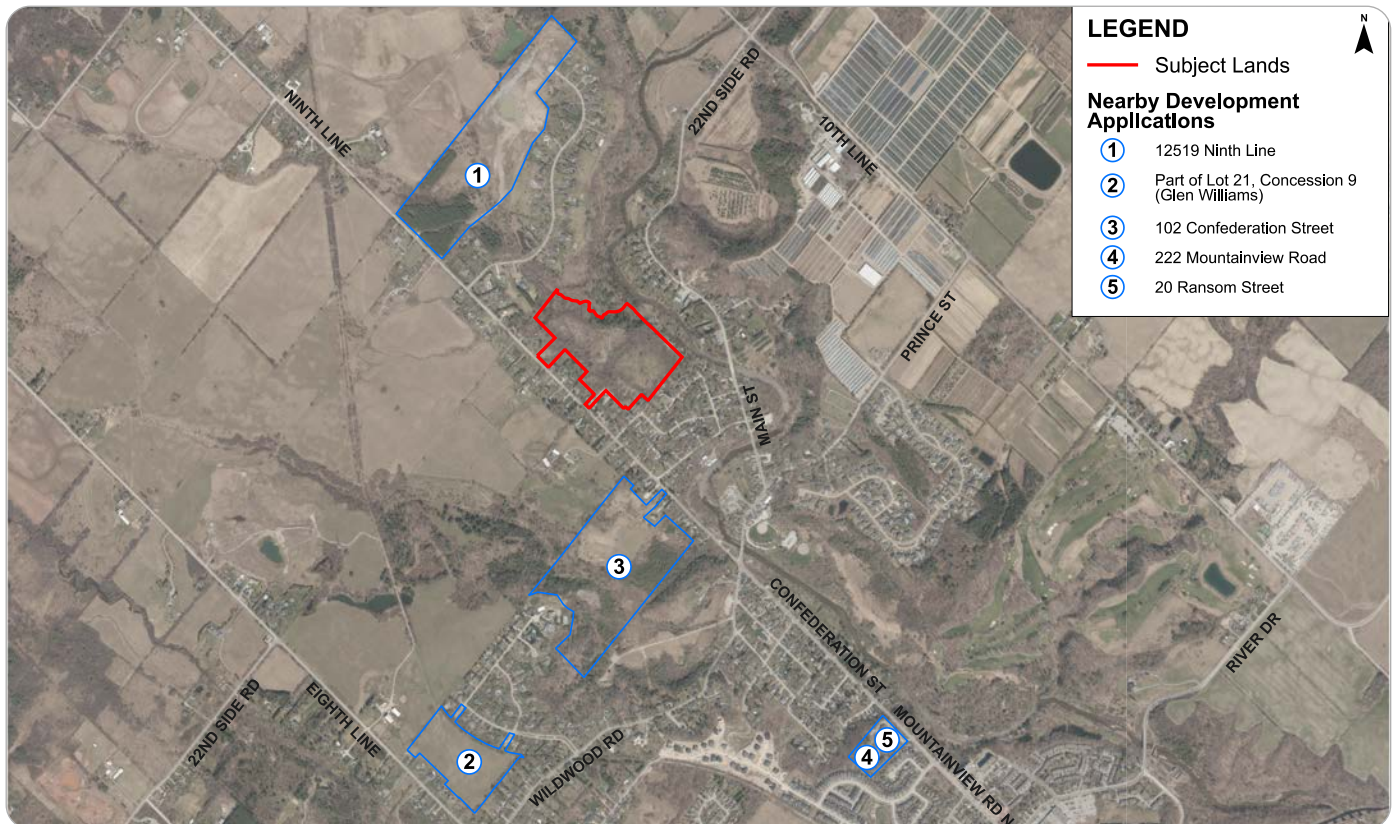 LEGEND
N
Subject Lands
Nearby Development
Applications
1 12519 Ninth Line
2 Part of Lot 21, Concession 9
(Glen Williams)
3 102 Confederation Street
4 222 Mountainview Road
5 20 Ransom Street
NINTH LINE
22ND SIDE RD
10TH LINE
1
PRINCE ST
MAIN ST
3
CONFEDERATION ST
RIVER DR
22ND SIDE RD
EIGHTH LINE
MOUNTAINVIEW RD N
WILDWOOD RD
2
5
4